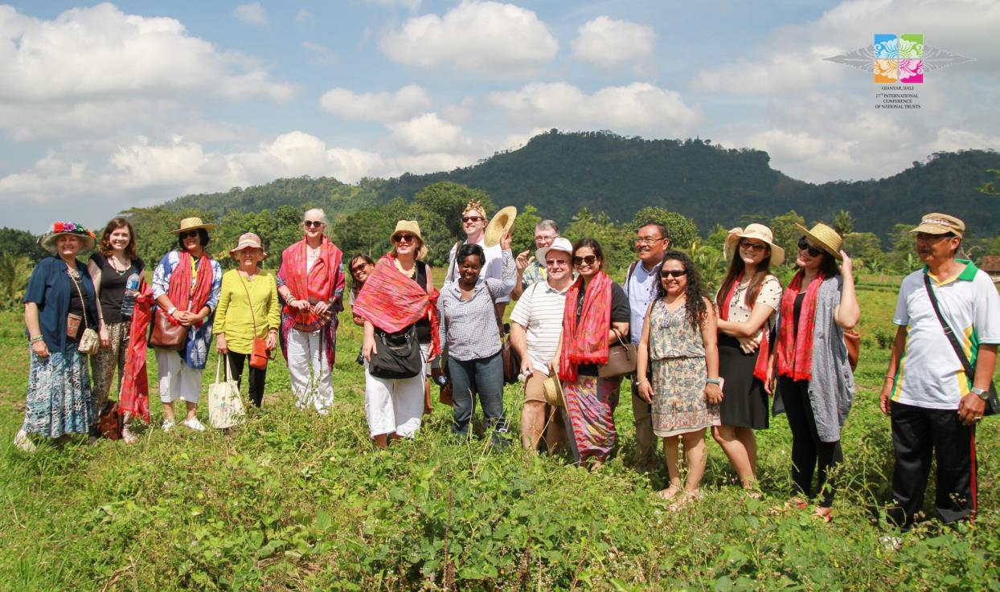 GIANYAR, BALI
17TH INTERNATIONAL
CONFERENCE
OF NATIONAL TRUSTS